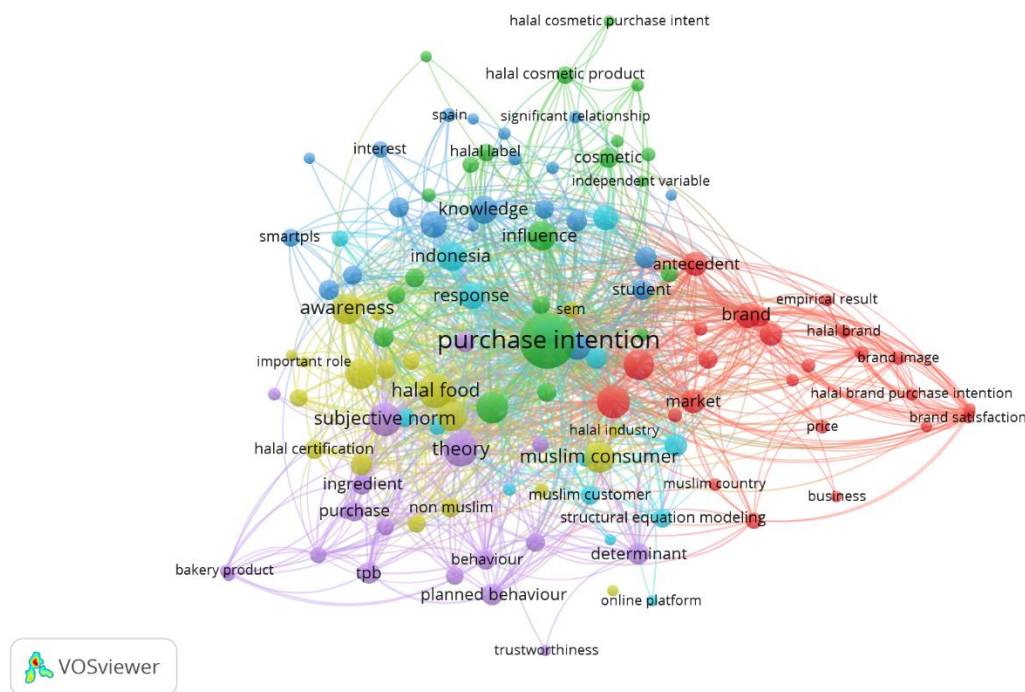 halal cosmetic purchase intent
halal cosmetic product
spain
significant relationship
interest
halal label
cosmetic
independent variable
knowledge
smartpls
influence
indonesia
antecedent
response
student
awareness
sem
empirical result
brand
halal brand
purchase intention
important role
brand image
halal food
halal brand purchase intention
market
subjective norm
brand satisfaction
halal industry
price
halal certification
theory
muslim consumer
ingredient
muslim country
muslim customer
business
purchase
non muslim
structural equation modeling
behaviour
determinant
bakery product
tpb
planned behaviour
online platform
trustworthiness
VOSviewer